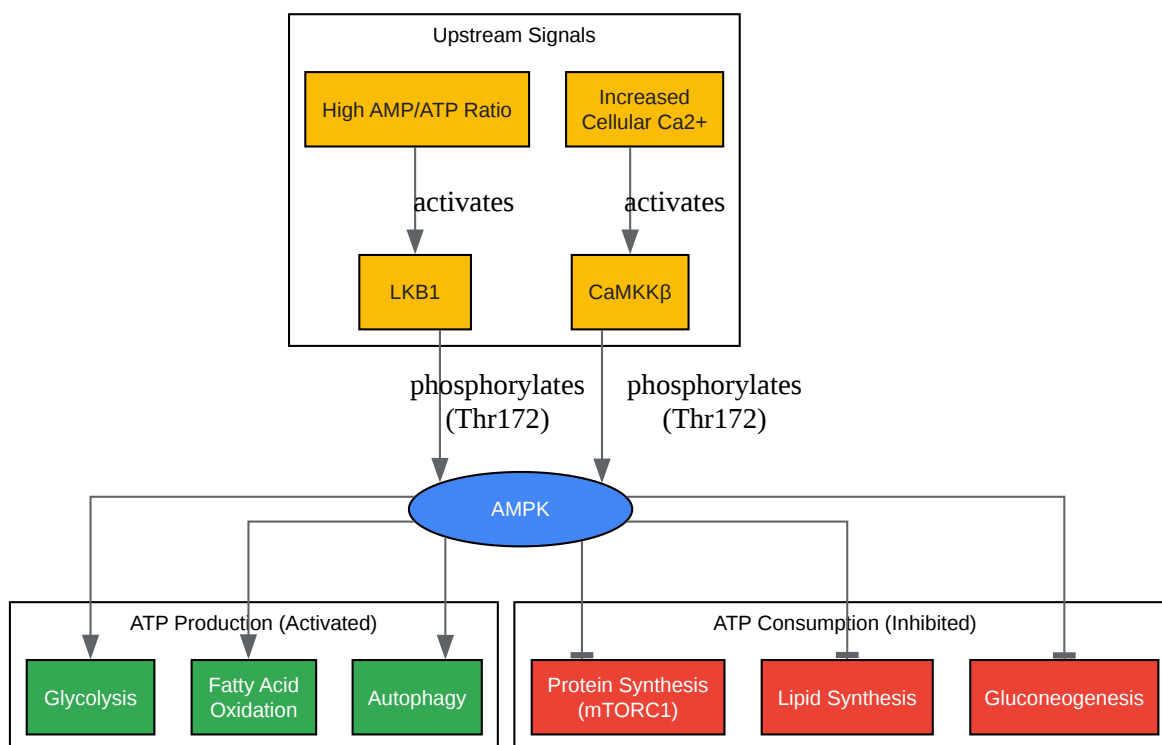 Upstream Signals
High AMP/ATP Ratio
Increased
Cellular Ca2+
activates
activates
LKB1
CaMKKβ
phosphorylates
(Thr172)
phosphorylates
(Thr172)
AMPK
ATP Production (Activated)
ATP Consumption (Inhibited)
Glycolysis
Fatty Acid
Oxidation
Autophagy
Protein Synthesis
(mTORC1)
Lipid Synthesis
Gluconeogenesis